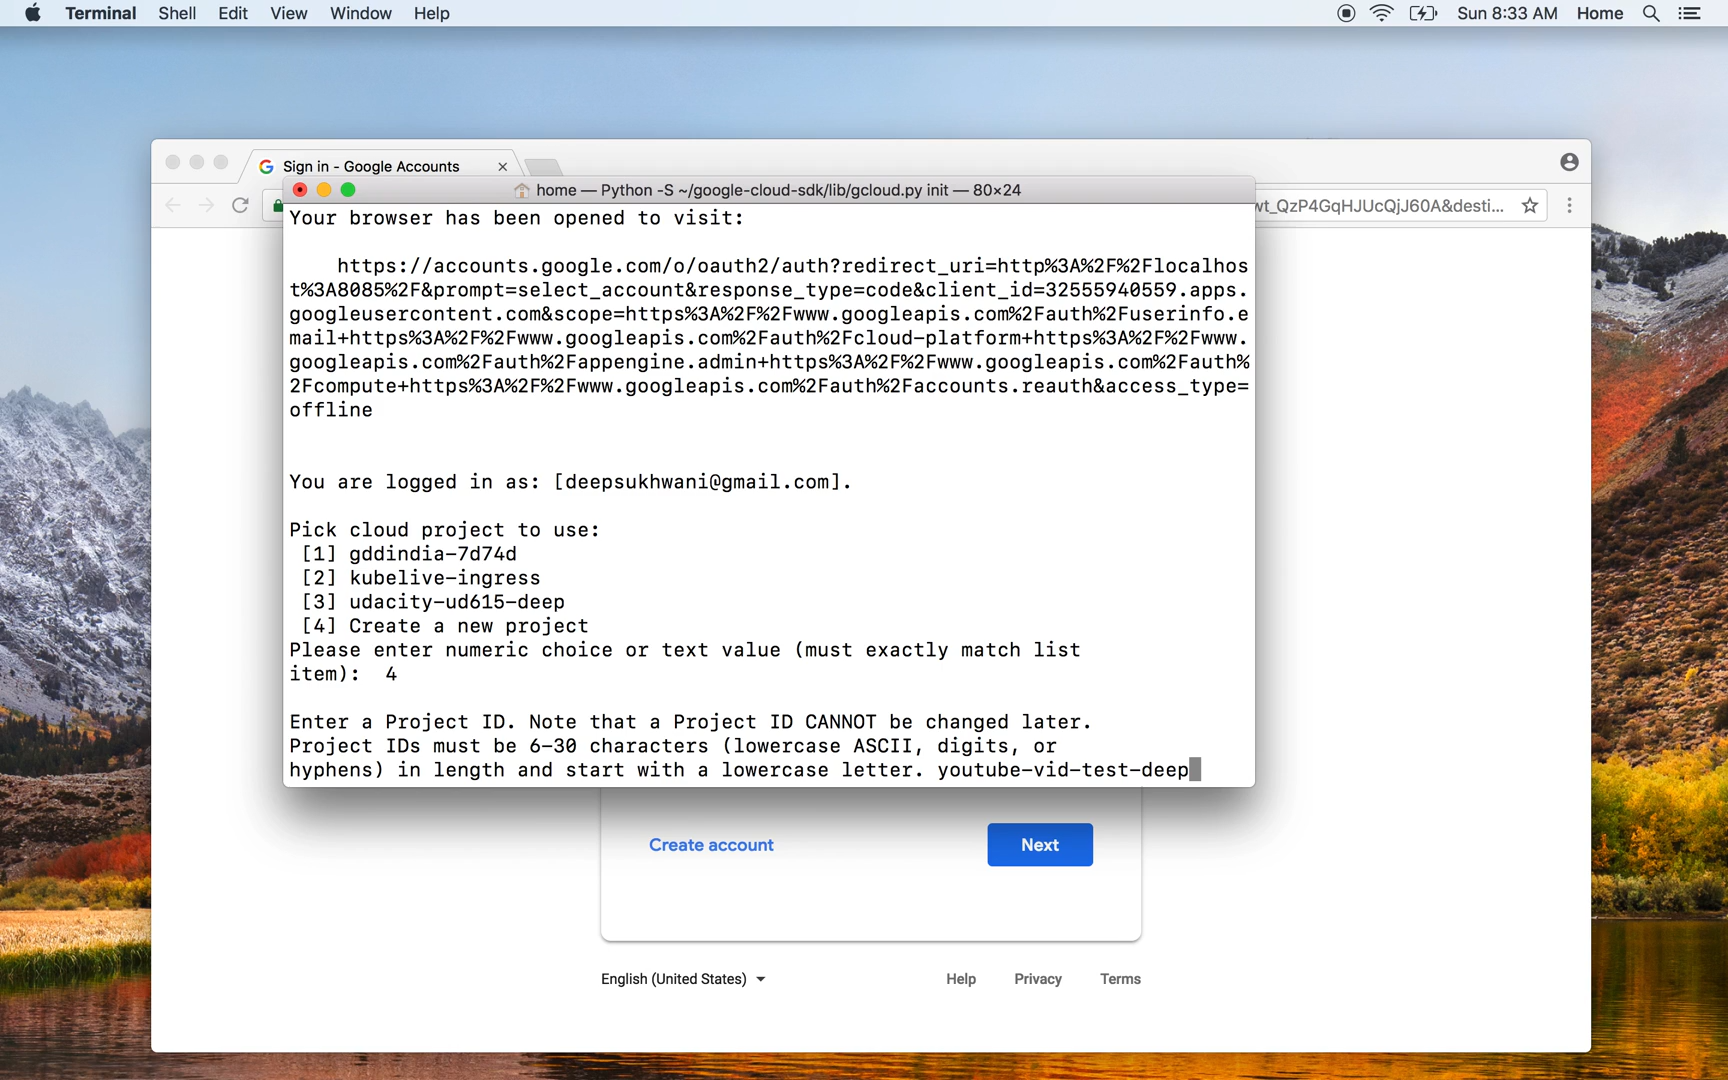 Terminal Shell Edit View Window Help
Sun 8:33 AM Home
Sign in - Google Accounts
home — Python -S ~/google-cloud-sdk/lib/gcloud.py init — 80×24
vt_QzP4GqHJUcQjJ60A&desti...
Your browser has been opened to visit:
https://accounts.google.com/o/oauth2/auth?redirect_uri=http%3A%2F%2Flocalhos
t%3A8085%2F&prompt=select_account&response_type=code&client_id=32555940559.apps.
googleusercontent.com&scope=https%3A%2F%2Fwww.googleapis.com%2Fauth%2Fuserinfo.e
mail+https%3A%2F%2Fwww.googleapis.com%2Fauth%2Fcloud-platform+https%3A%2F%2Fwww.
googleapis.com%2Fauth%2Fappengine.admin+https%3A%2F%2Fwww.googleapis.com%2Fauth%
2Fcompute+https%3A%2F%2Fwww.googleapis.com%2Fauth%2Faccounts.reauth&access_type=
offline
You are logged in as: [deepsukhwani@gmail.com].
Pick cloud project to use:
[1] gddindia-7d74d
[2] kubelive-ingress
[3] udacity-ud615-deep
[4] Create a new project
Please enter numeric choice or text value (must exactly match list
item):  4
Enter a Project ID. Note that a Project ID CANNOT be changed later.
Project IDs must be 6-30 characters (lowercase ASCII, digits, or
hyphens) in length and start with a lowercase letter. youtube-vid-test-deep
Create account Next
English (United States) Help Privacy Terms